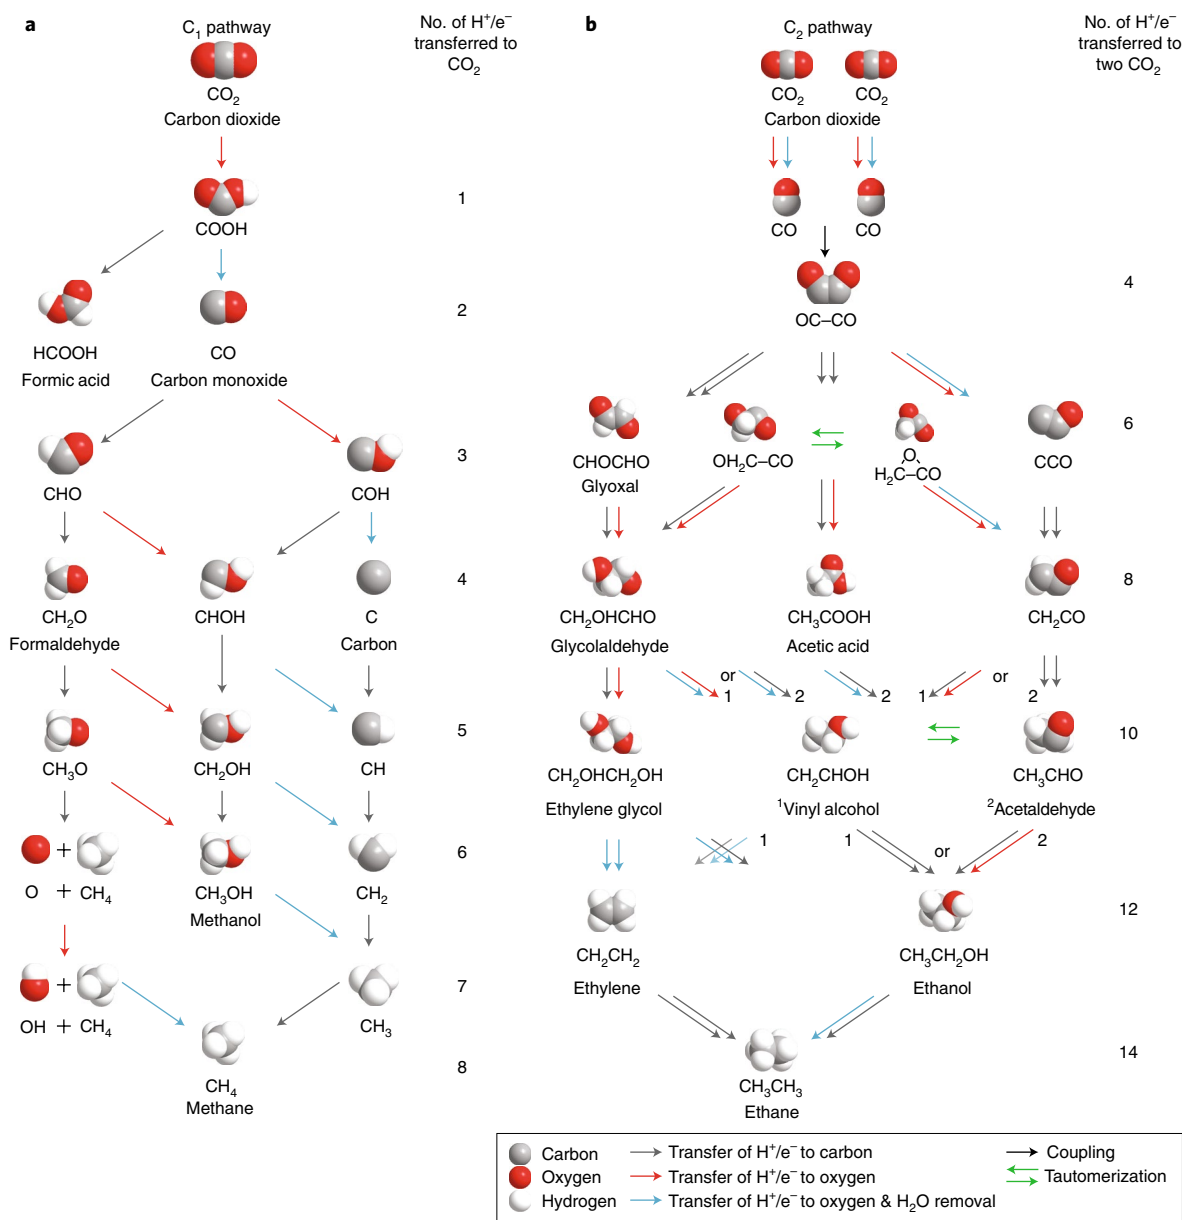 a
C₁ pathway
No. of H⁺/e⁻
transferred to
CO₂
CO₂
Carbon dioxide
COOH
1
HCOOH
Formic acid
CO
Carbon monoxide
2
CHO
COH
3
CH₂O
Formaldehyde
CHOH
C
Carbon
4
CH₃O
CH₂OH
CH
5
+
O + CH₄
CH₃OH
Methanol
CH₂
6
+
OH + CH₄
CH₃
7
CH₄
Methane
8
b
C₂ pathway
No. of H⁺/e⁻
transferred to
two CO₂
CO₂ CO₂
Carbon dioxide
CO CO
OC–CO
4
CHOCHO
Glyoxal
OH₂C–CO
O
H₂C–CO
CCO
6
CH₂OHCHO
Glycolaldehyde
CH₃COOH
Acetic acid
CH₂CO
8
or
1 2 2 1
or
2
CH₂OHCH₂OH
Ethylene glycol
CH₂CHOH
¹Vinyl alcohol
CH₃CHO
²Acetaldehyde
10
1 1 or 2
CH₂CH₂
Ethylene
CH₃CH₂OH
Ethanol
12
CH₃CH₃
Ethane
14
Carbon
Oxygen
Hydrogen
Transfer of H⁺/e⁻ to carbon
Transfer of H⁺/e⁻ to oxygen
Transfer of H⁺/e⁻ to oxygen & H₂O removal
Coupling
Tautomerization